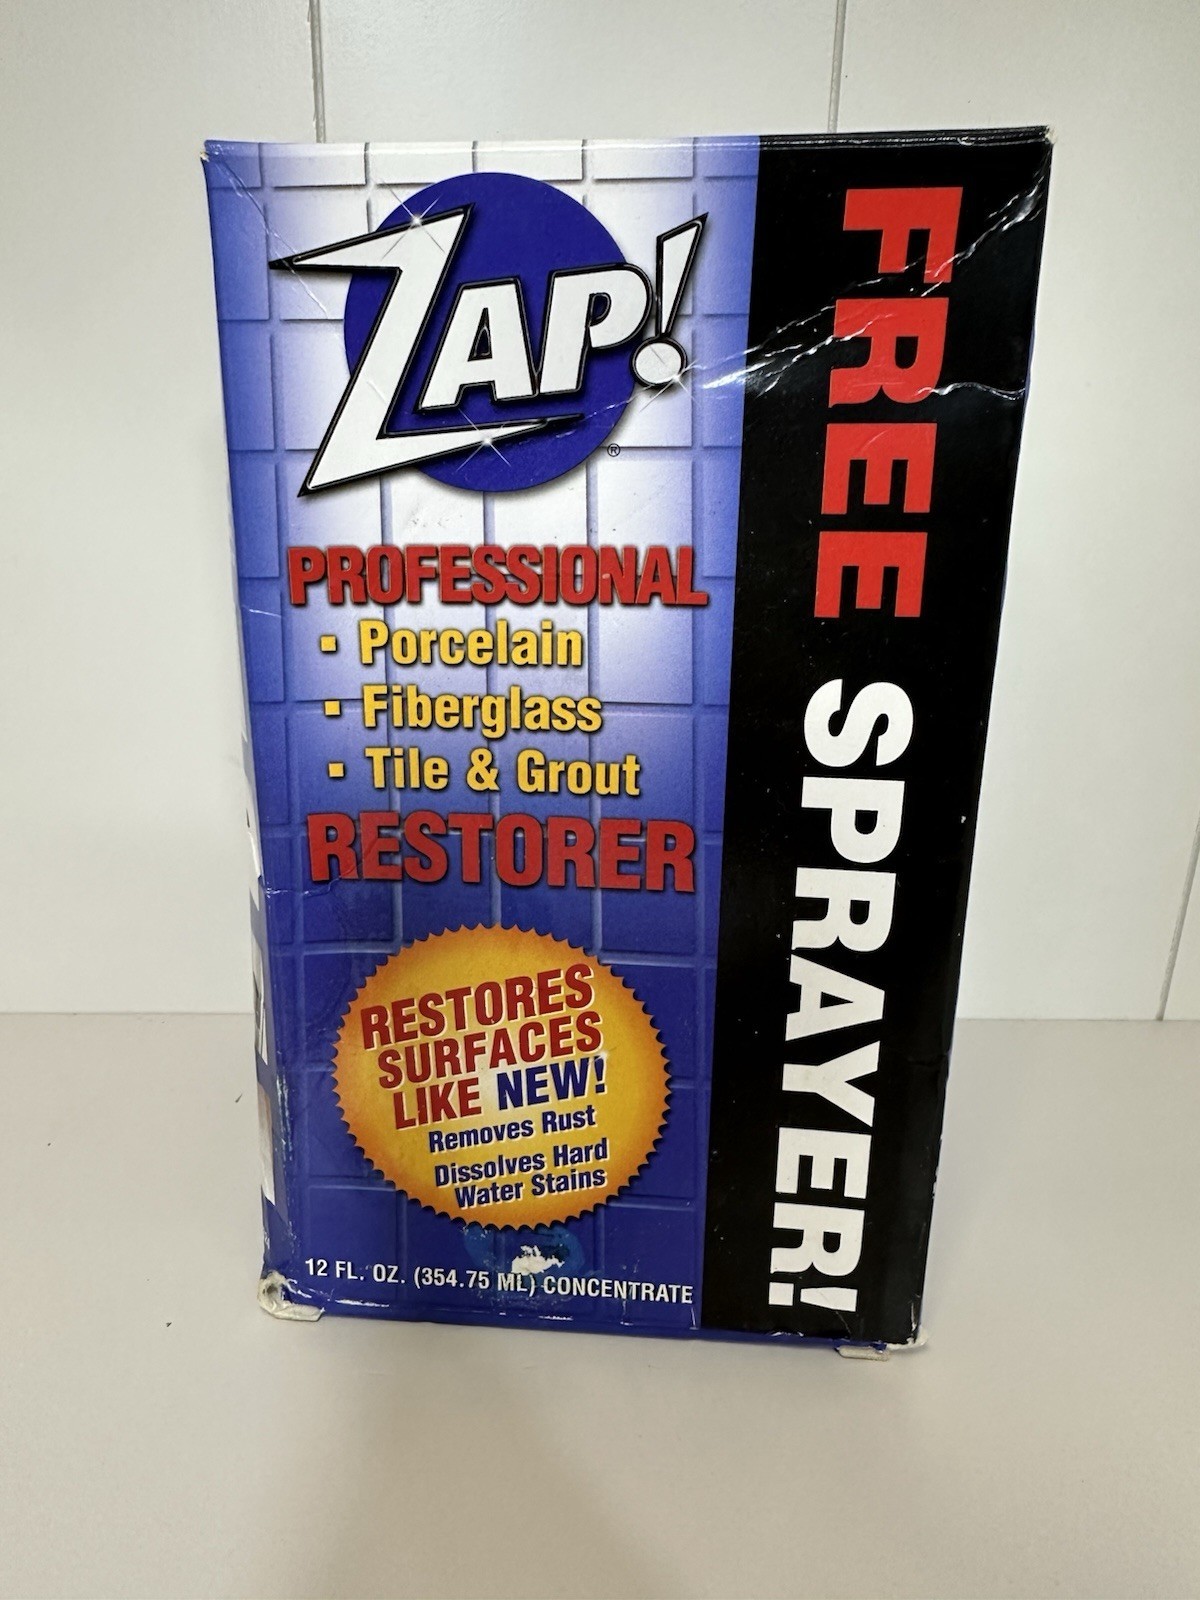 ZAP!
®
PROFESSIONAL
▪ Porcelain
▪ Fiberglass
▪ Tile & Grout
RESTORER
RESTORES
SURFACES
LIKE NEW!
Removes Rust
Dissolves Hard
Water Stains
12 FL. OZ. (354.75 ML) CONCENTRATE
FREE SPRAYER!